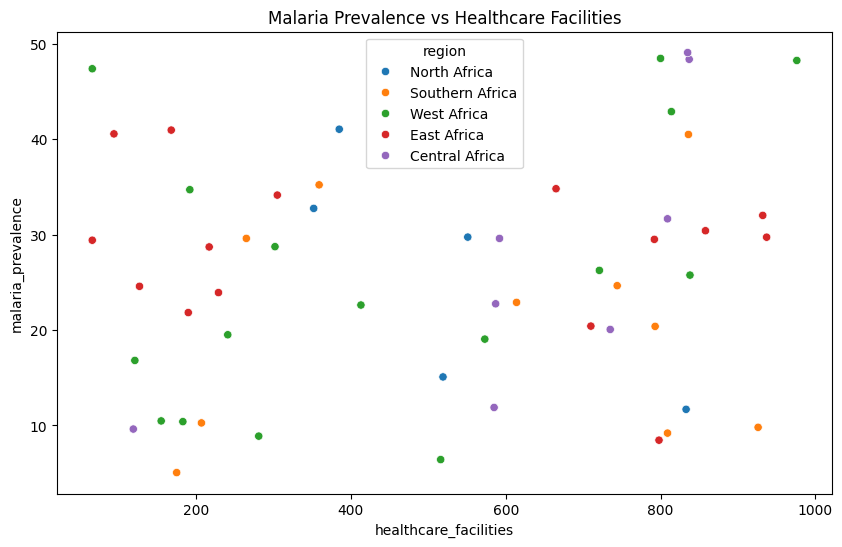 Malaria Prevalence vs Healthcare Facilities
region
North Africa
Southern Africa
West Africa
East Africa
Central Africa
50
40
30
20
10
malaria_prevalence
200 400 600 800 1000
healthcare_facilities